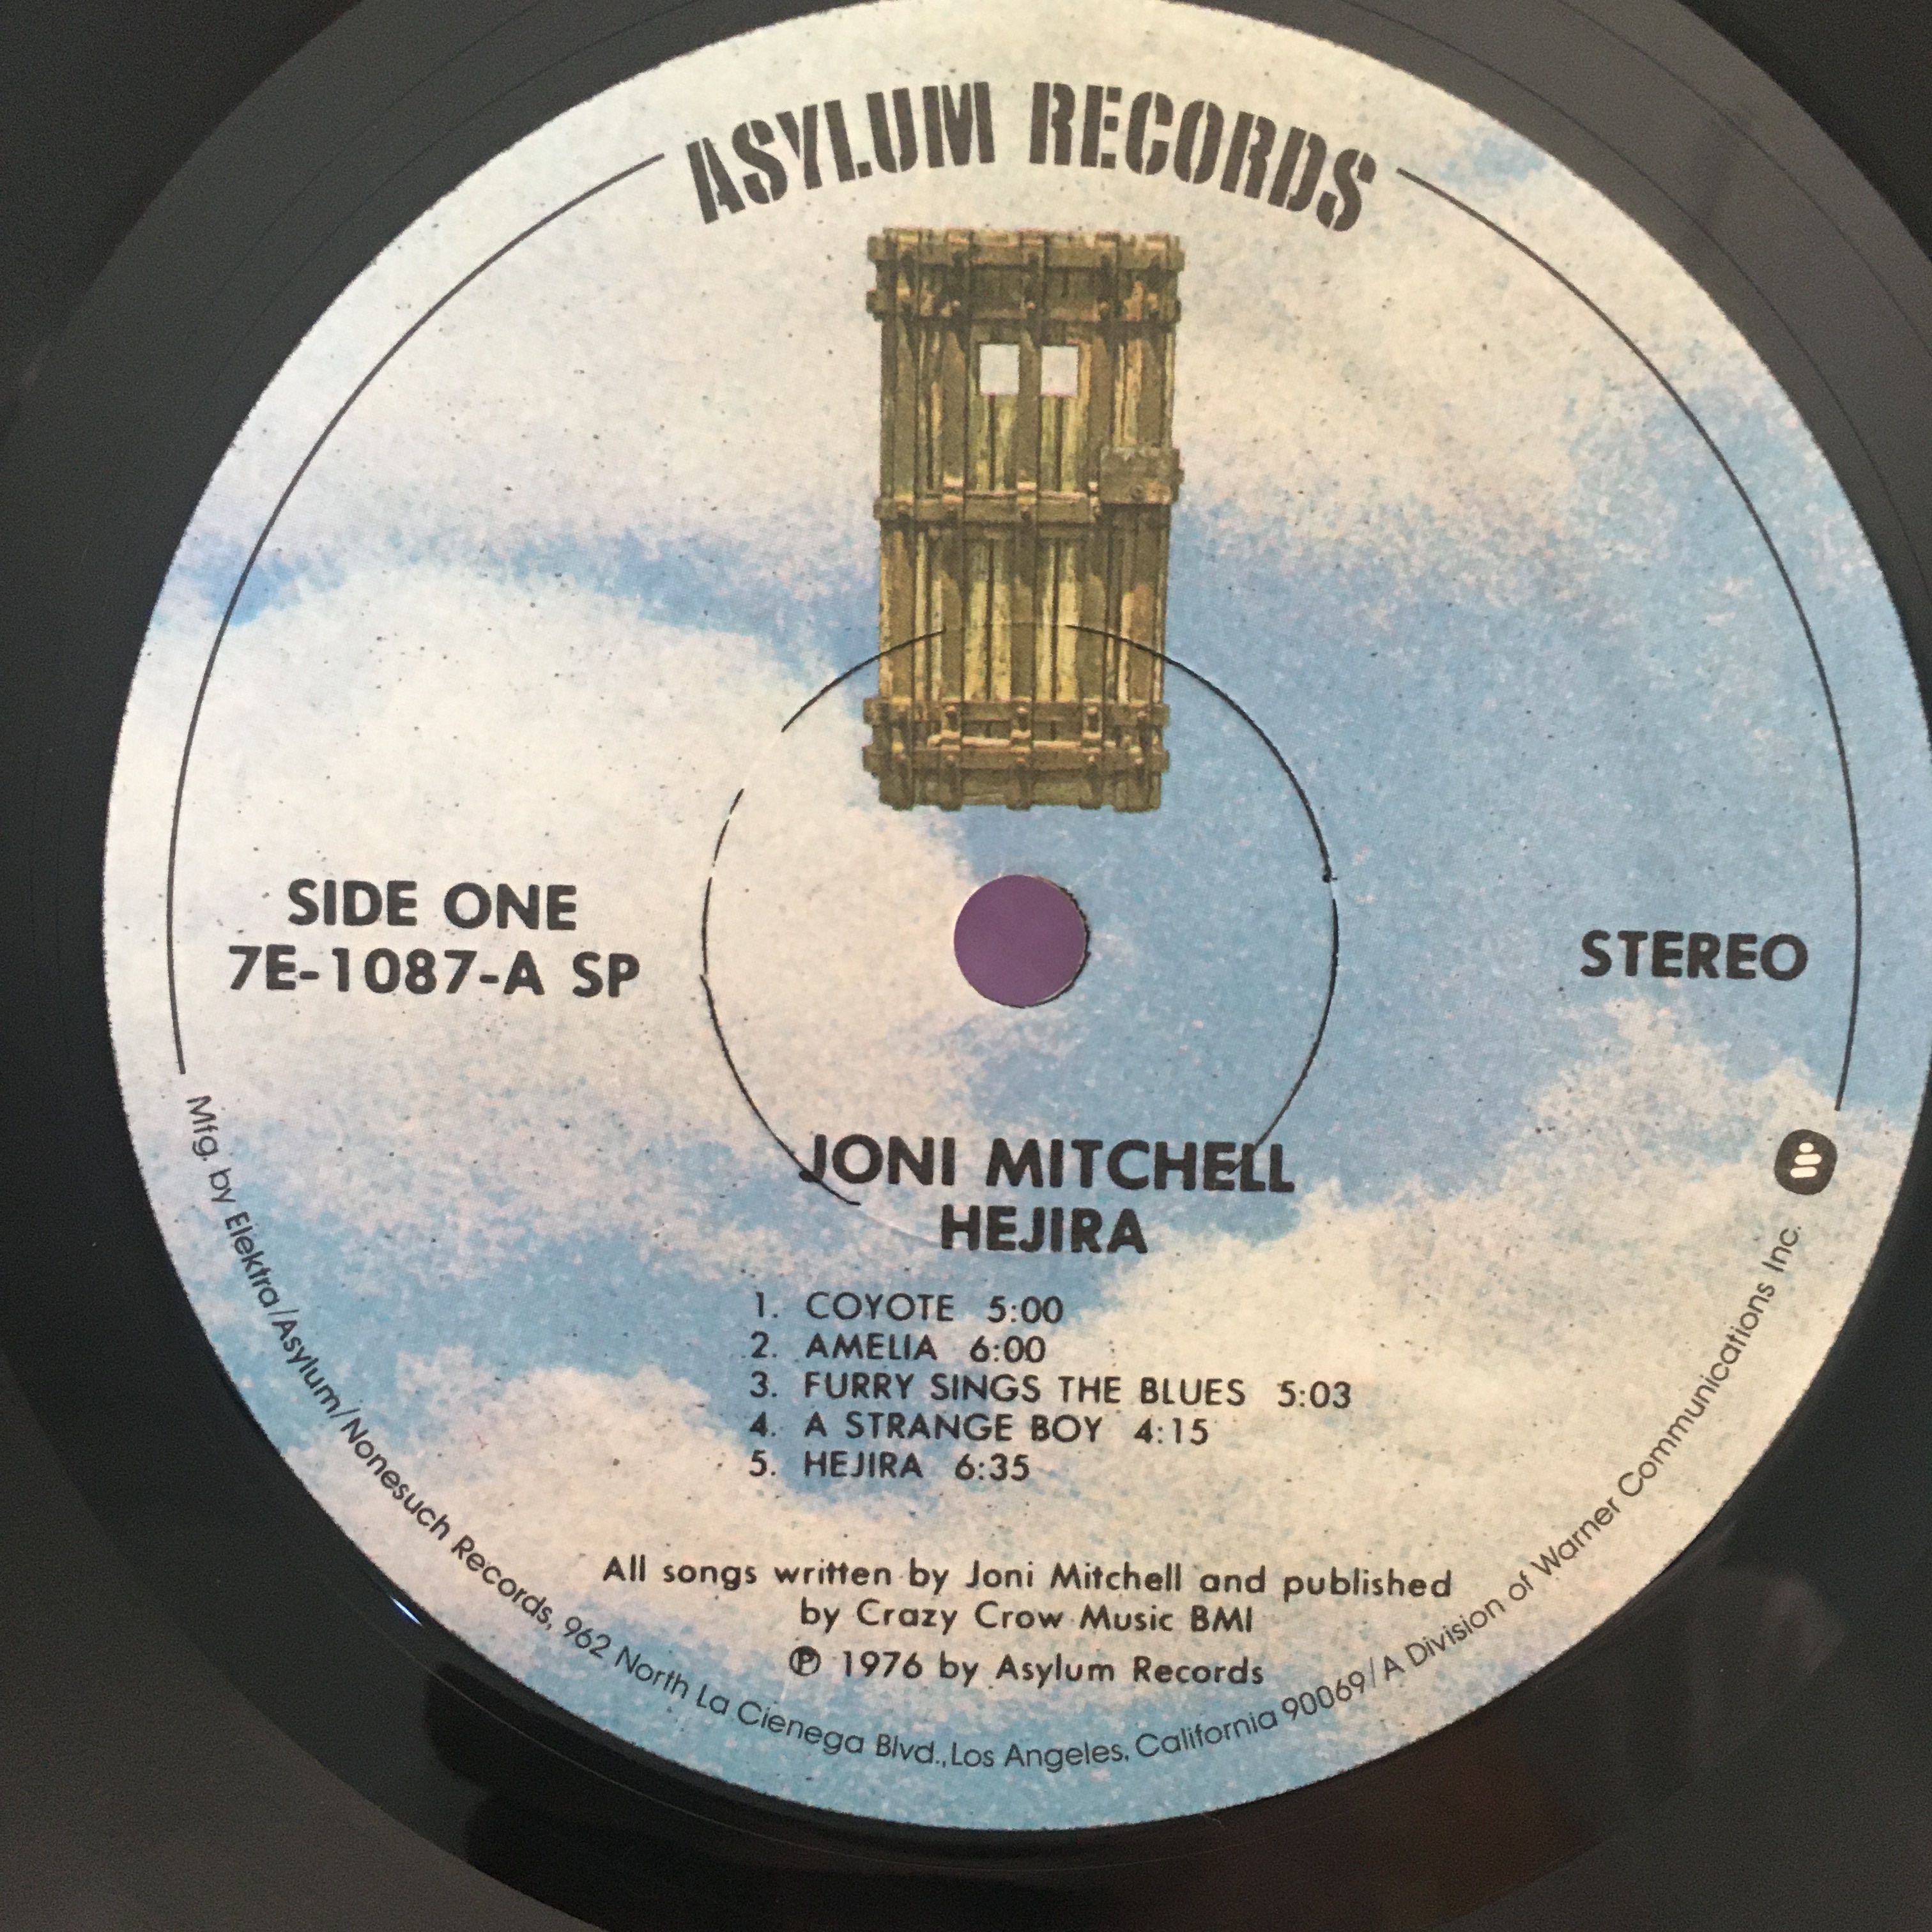 ASYLUM RECORDS
SIDE ONE
7E-1087-A SP
STEREO
JONI MITCHELL
HEJIRA
1. COYOTE 5:00
2. AMELIA 6:00
3. FURRY SINGS THE BLUES 5:03
4. A STRANGE BOY 4:15
5. HEJIRA 6:35
All songs written by Joni Mitchell and published
by Crazy Crow Music BMI
℗ 1976 by Asylum Records
Mfg. by Elektra/Asylum/Nonesuch Records, 962 North La Cienega Blvd., Los Angeles, California 90069/A Division of Warner Communications Inc.